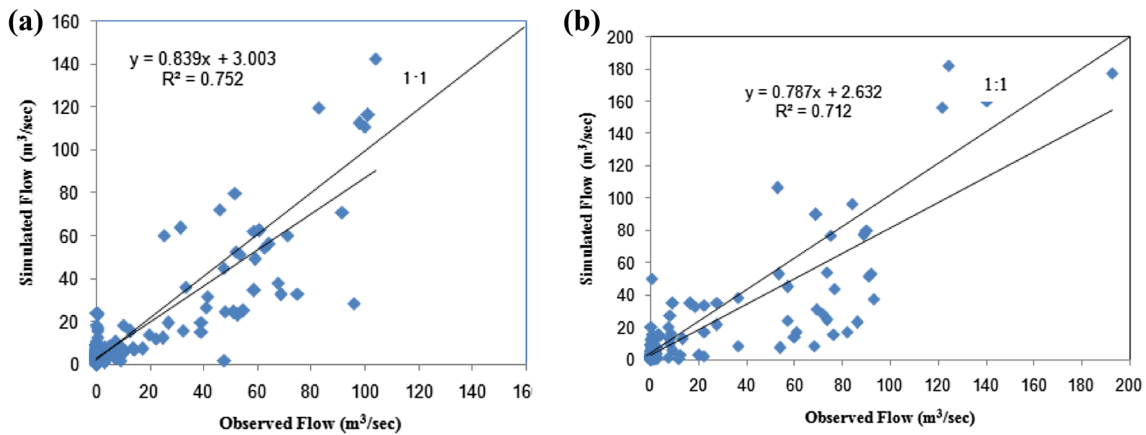 (a)
160
140
120
100
80
60
40
20
0
y = 0.839x + 3.003
R² = 0.752
1:1
0 20 40 60 80 100 120 140 16
Simulated Flow (m³/sec)
Observed Flow (m³/sec)
(b)
200
180
160
140
120
100
80
60
40
20
0
y = 0.787x + 2.632
R² = 0.712
1:1
0 20 40 60 80 100 120 140 160 180 200
Simulated Flow (m³/sec)
Observed Flow (m³/sec)